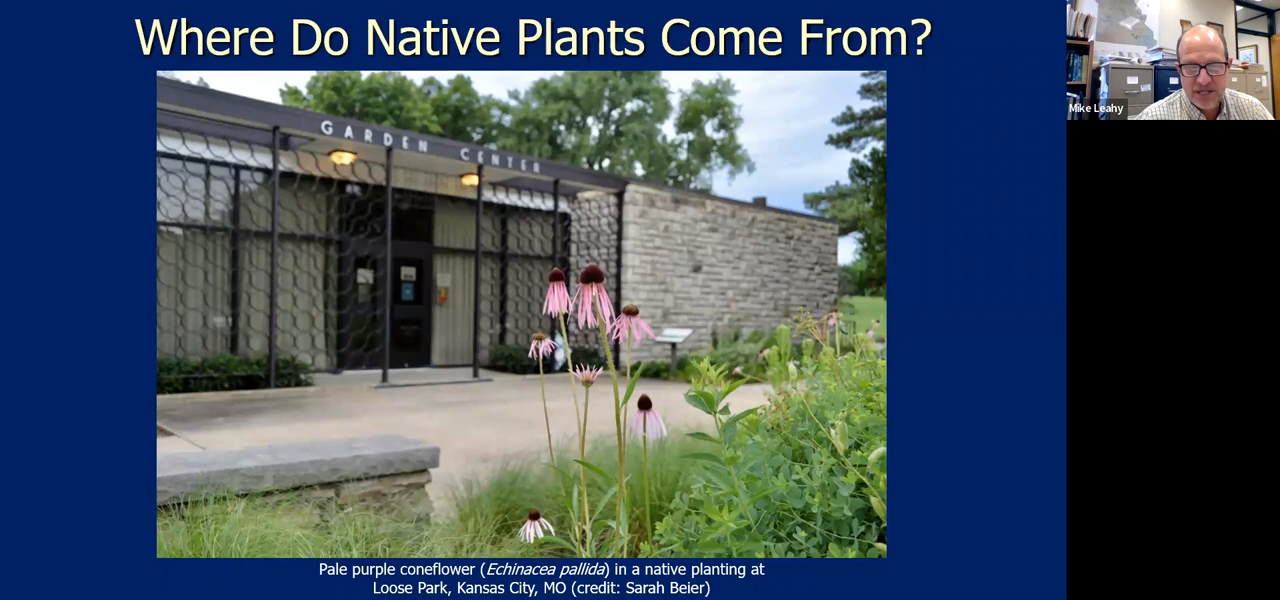 Where Do Native Plants Come From?
GARDEN CENTER
Mike Leahy
Pale purple coneflower (Echinacea pallida) in a native planting at
Loose Park, Kansas City, MO (credit: Sarah Beier)